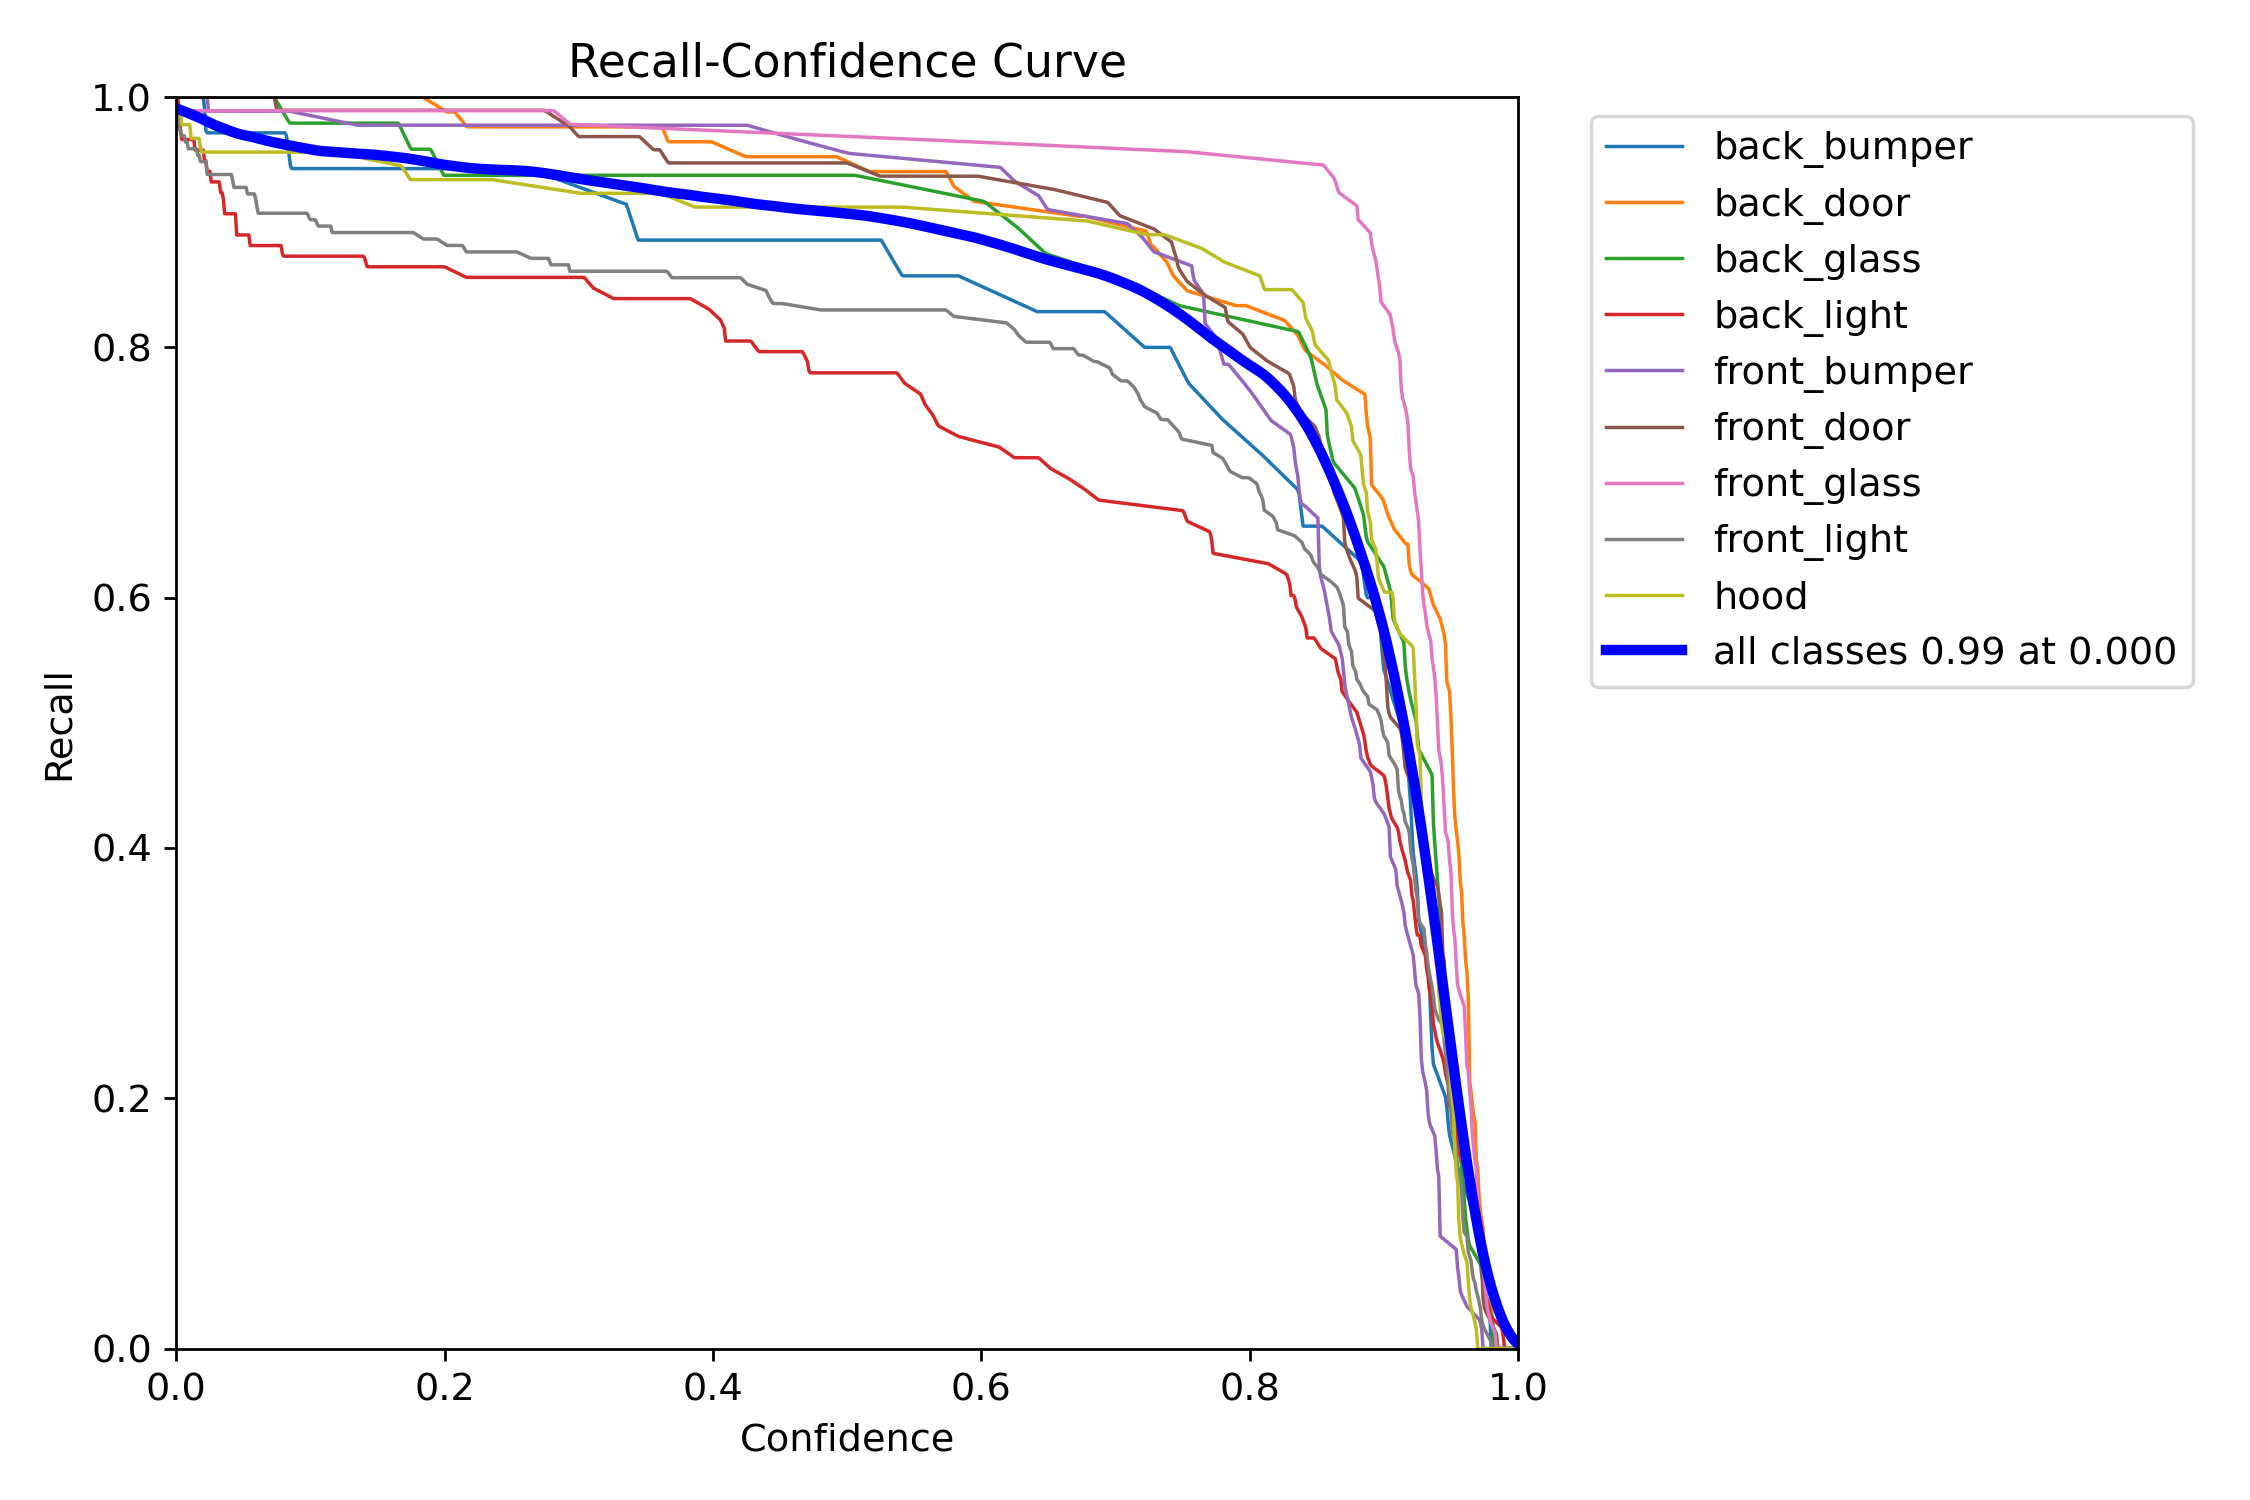 Recall-Confidence Curve
1.0
0.8
0.6
0.4
0.2
0.0
Recall
0.0 0.2 0.4 0.6 0.8 1.0
Confidence
back_bumper
back_door
back_glass
back_light
front_bumper
front_door
front_glass
front_light
hood
all classes 0.99 at 0.000